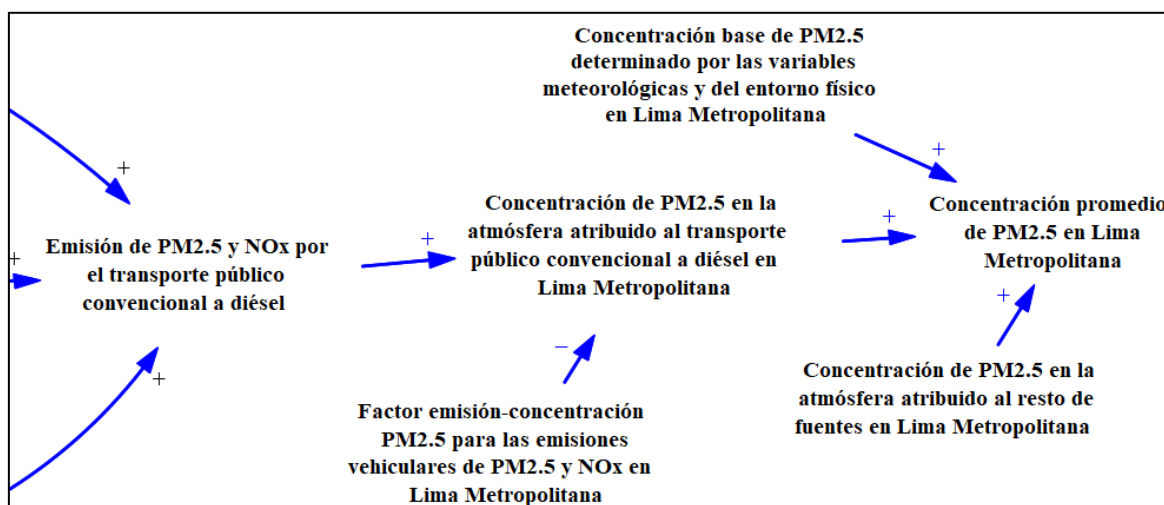 Concentración base de PM2.5
determinado por las variables
meteorológicas y del entorno físico
en Lima Metropolitana
+
+
Concentración de PM2.5 en la
atmósfera atribuido al transporte
público convencional a diésel en
Lima Metropolitana
Concentración promedio
de PM2.5 en Lima
Metropolitana
+
+
Emisión de PM2.5 y NOx por
el transporte público
convencional a diésel
+
+
−
+
Concentración de PM2.5 en la
atmósfera atribuido al resto de
fuentes en Lima Metropolitana
Factor emisión-concentración
PM2.5 para las emisiones
vehiculares de PM2.5 y NOx en
Lima Metropolitana